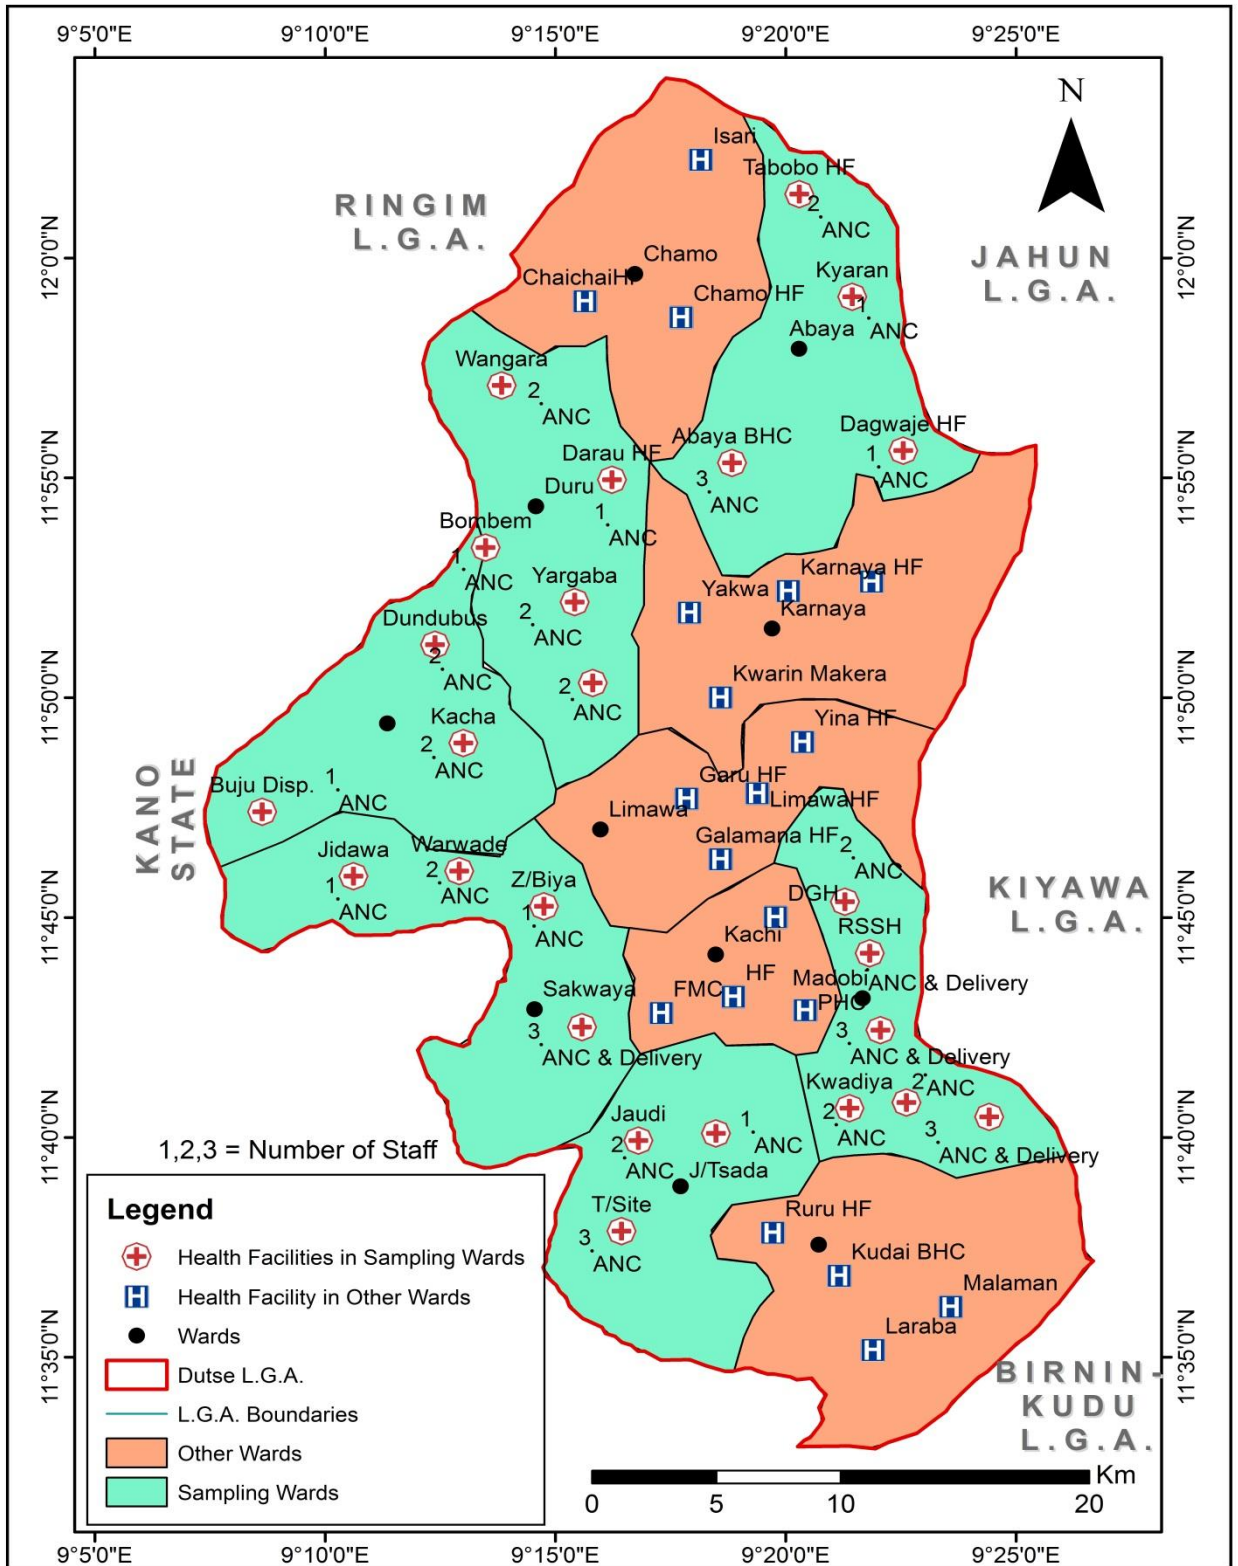 9°5'0"E
9°10'0"E
9°15'0"E
9°20'0"E
9°25'0"E
N
Isari
Tabobo HF
2
ANC
RINGIM
L.G.A.
JAHUN
L.G.A.
12°0'0"N
12°0'0"N
Chamo
ChaichaiHF
Chamo HF
Kyaran
1
ANC
Abaya
Wangara
2
ANC
Abaya BHC
3
ANC
Dagwaje HF
1
ANC
Darau HF
1
ANC
Duru
11°55'0"N
11°55'0"N
Bombem
1
ANC
Yargaba
2
ANC
Yakwa
Karnaya HF
Karnaya
Dundubus
2
ANC
2
ANC
Kwarin Makera
11°50'0"N
11°50'0"N
Kacha
2
ANC
Yina HF
KANO
STATE
Buju Disp.
1
ANC
Garu HF
LimawaHF
Limawa
Galamana HF
2
ANC
Jidawa
1
ANC
Warwade
2
ANC
Z/Biya
1
ANC
DGH
RSSH
KIYAWA
L.G.A.
11°45'0"N
11°45'0"N
Kachi
HF
FMC
Madobi
PHC
ANC & Delivery
Sakwaya
3
ANC & Delivery
3
ANC & Delivery
2
ANC
Kwadiya
2
ANC
3
ANC & Delivery
11°40'0"N
11°40'0"N
Jaudi
2
ANC
1
ANC
J/Tsada
T/Site
3
ANC
Ruru HF
Kudai BHC
Malaman
Laraba
11°35'0"N
11°35'0"N
BIRNIN-
KUDU
L.G.A.
1,2,3 = Number of Staff
Legend
Health Facilities in Sampling Wards
Health Facility in Other Wards
Wards
Dutse L.G.A.
L.G.A. Boundaries
Other Wards
Sampling Wards
Km
0
5
10
20
9°5'0"E
9°10'0"E
9°15'0"E
9°20'0"E
9°25'0"E